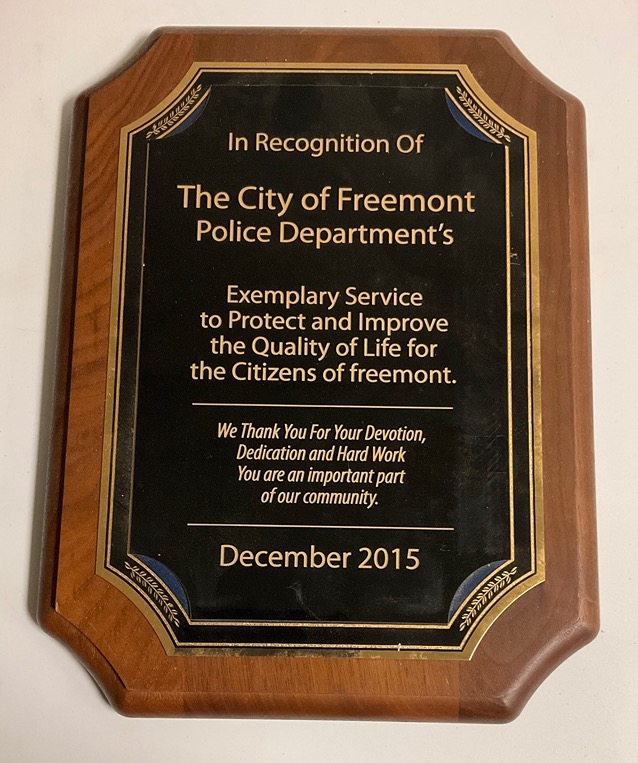 In Recognition Of
The City of Freemont
Police Department's
Exemplary Service
to Protect and Improve
the Quality of Life for
the Citizens of freemont.
We Thank You For Your Devotion,
Dedication and Hard Work
You are an important part
of our community.
December 2015